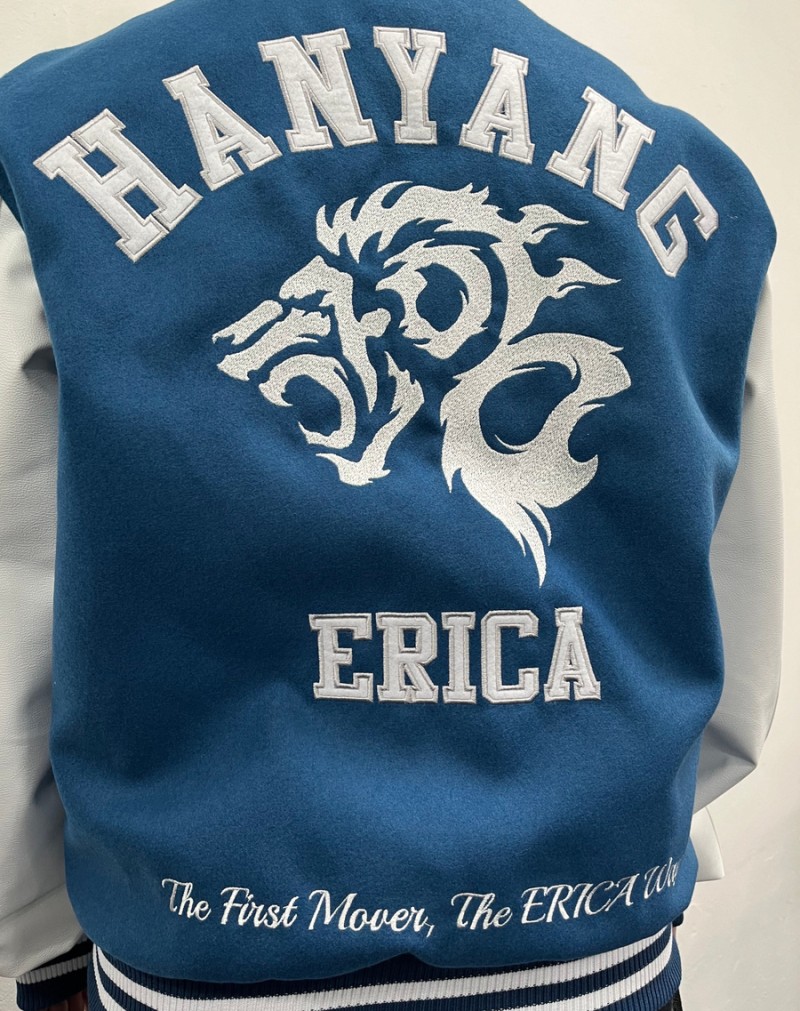 HANYANG
ERICA
The First Mover, The ERICA